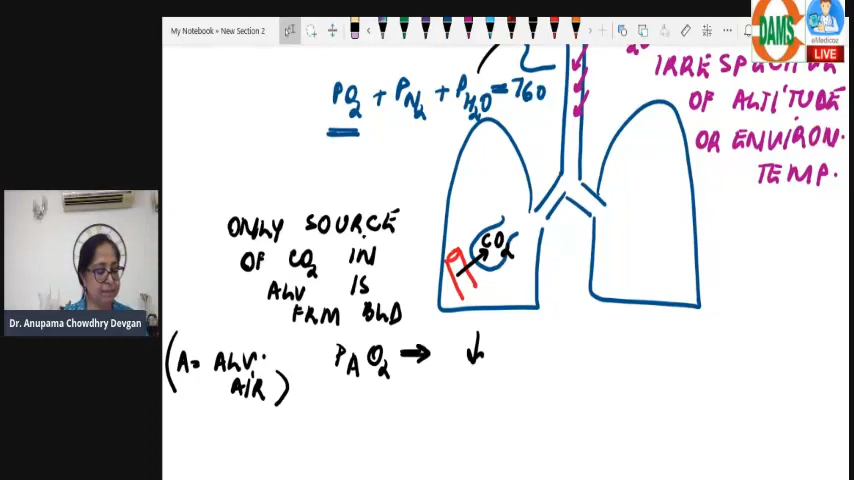 My Notebook » New Section 2
DAMS
eMedicoz
LIVE
IRRESPECTIVE
OF ALTITUDE
OR ENVIRON.
TEMP.
PO2 + PN2 + PH2O = 760
ONLY SOURCE
OF CO2 IN
ALV IS
FRM BLD
CO2
(A= ALV.
AIR)
PAO2 → ↓
Dr. Anupama Chowdhry Devgan